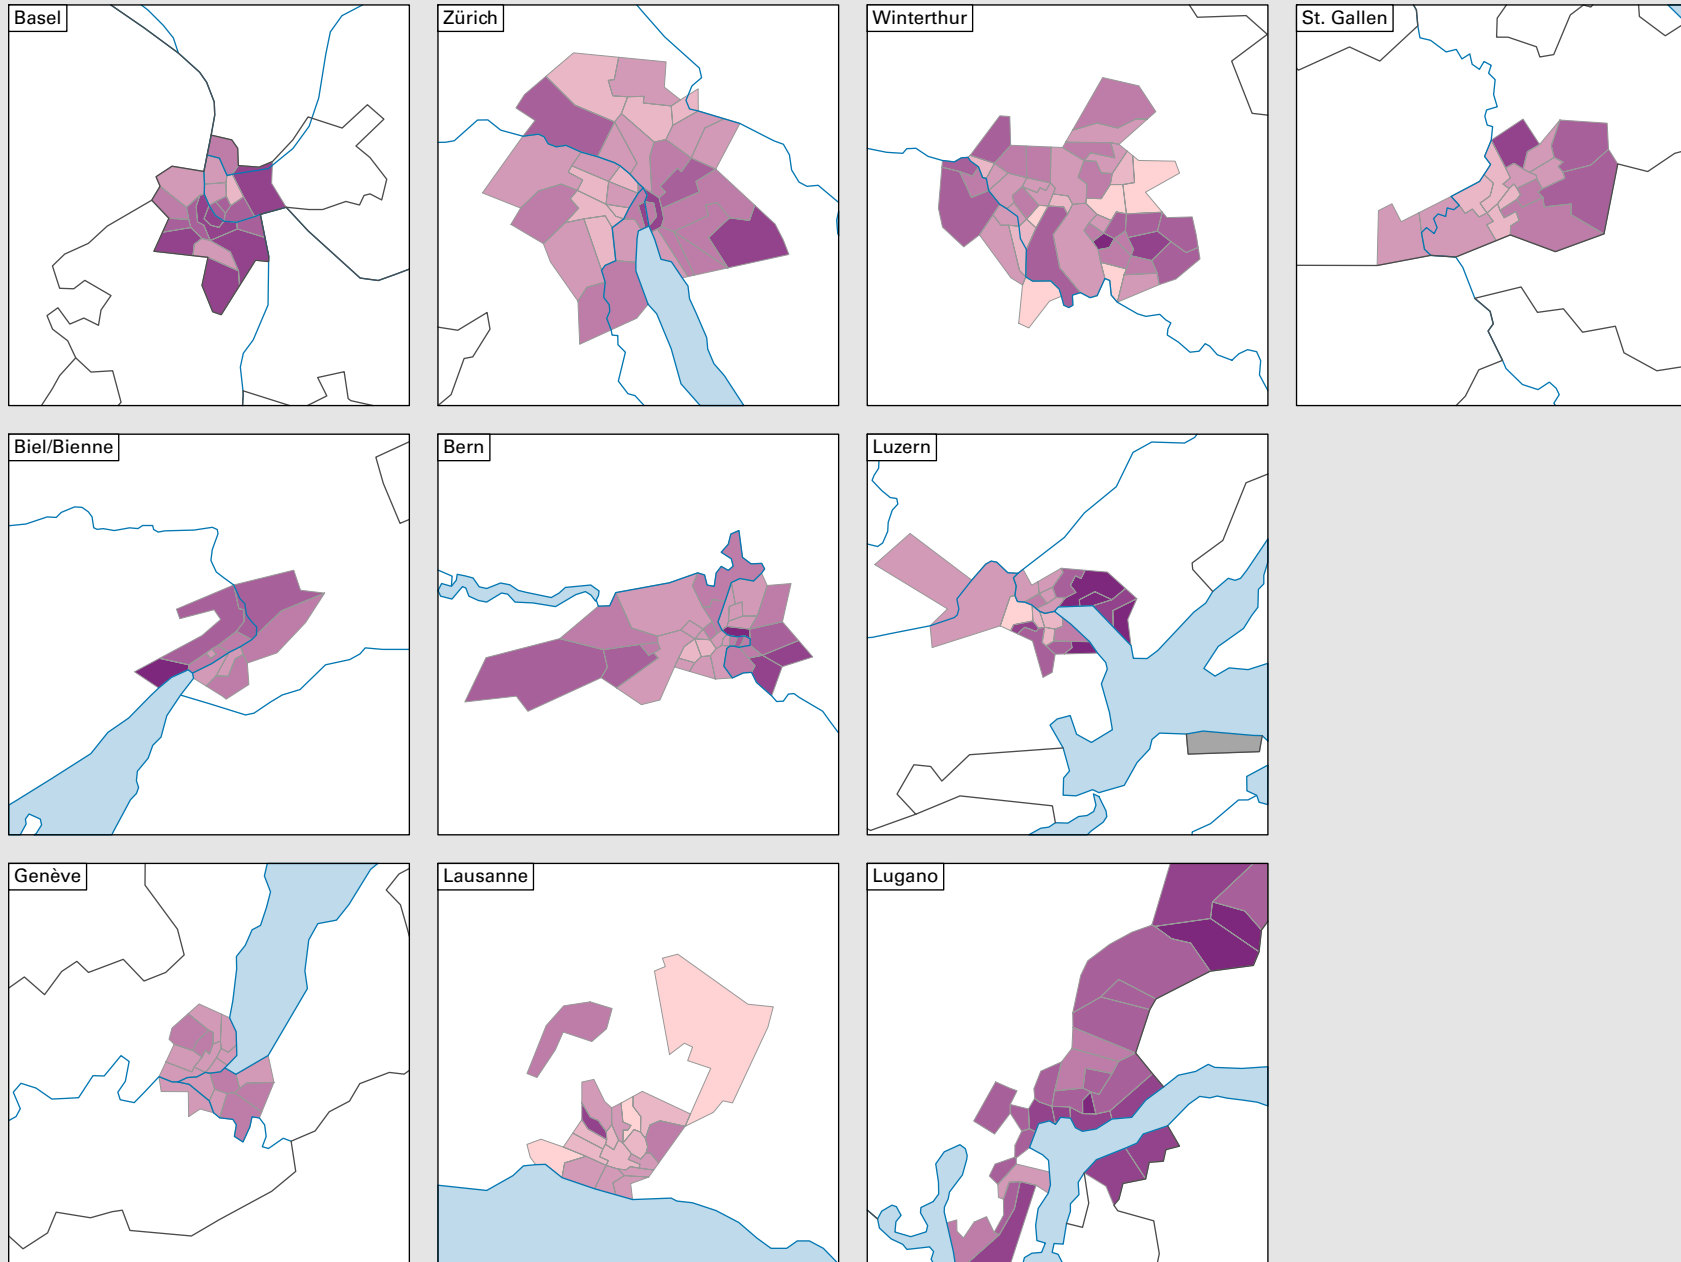 Basel
Zürich
Winterthur
St. Gallen
Biel/Bienne
Bern
Luzern
Genève
Lausanne
Lugano